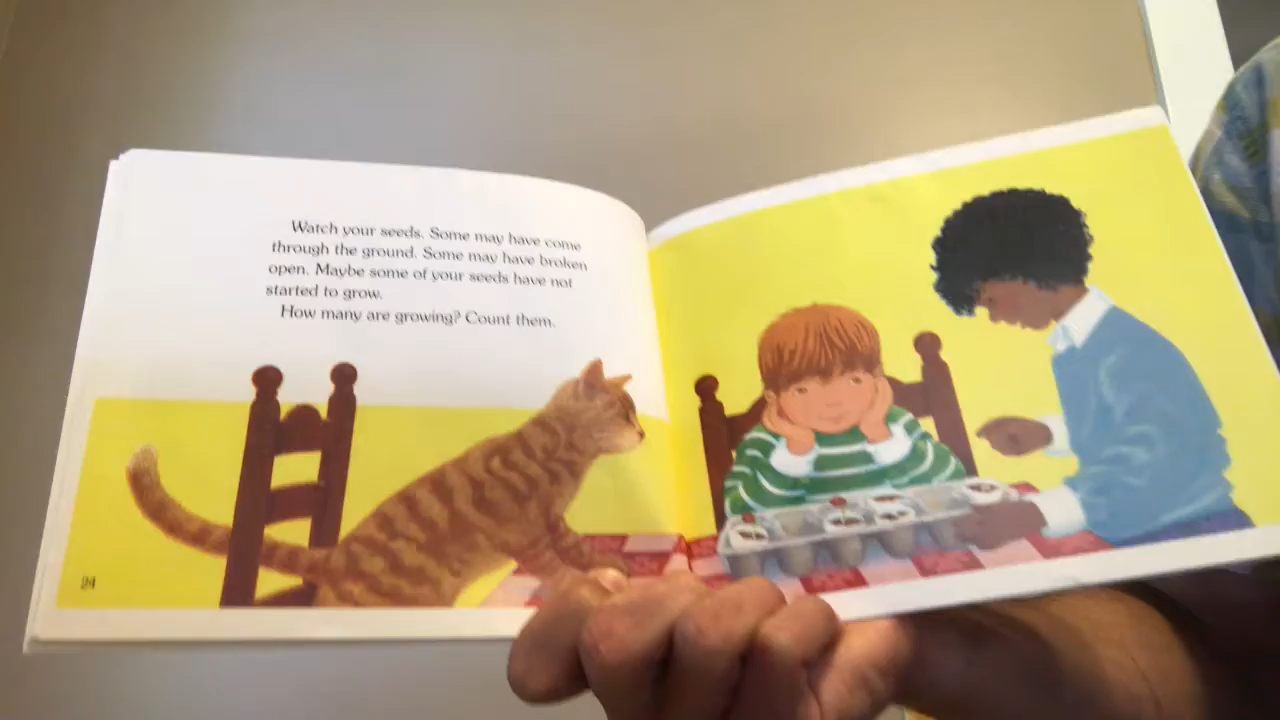 Watch your seeds. Some may have come
through the ground. Some may have broken
open. Maybe some of your seeds have not
started to grow.
How many are growing? Count them.
24